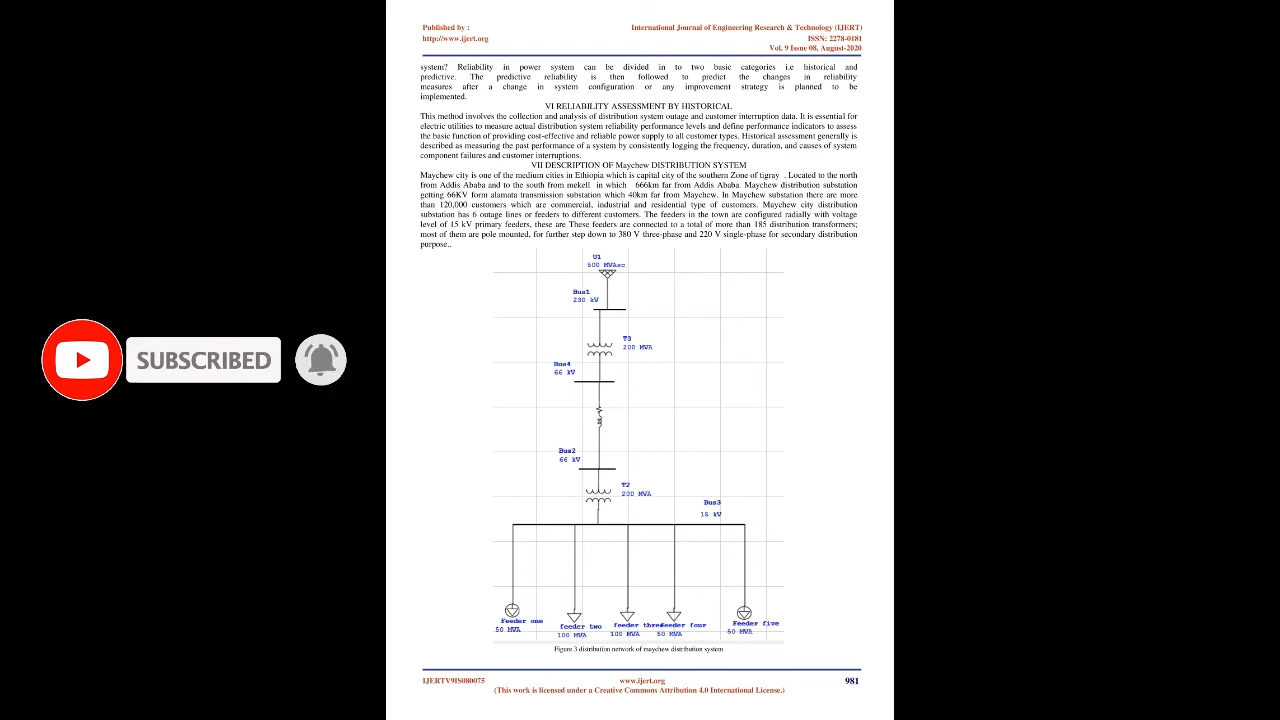 Published by :
International Journal of Engineering Research & Technology (IJERT)
http://www.ijert.org
ISSN: 2278-0181
Vol. 9 Issue 08, August-2020
system? Reliability in power system can be divided in to two basic categories i.e historical and
predictive. The predictive reliability is then followed to predict the changes in reliability
measures after a change in system configuration or any improvement strategy is planned to be
implemented.
VI RELIABILITY ASSESSMENT BY HISTORICAL
This method involves the collection and analysis of distribution system outage and customer interruption data. It is essential for
electric utilities to measure actual distribution system reliability performance levels and define performance indicators to assess
the basic function of providing cost-effective and reliable power supply to all customer types. Historical assessment generally is
described as measuring the past performance of a system by consistently logging the frequency, duration, and causes of system
component failures and customer interruptions.
VII DESCRIPTION OF Maychew DISTRIBUTION SYSTEM
Maychew city is one of the medium cities in Ethiopia which is capital city of the southern Zone of tigray . Located to the north
from Addis Ababa and to the south from mekell in which 666km far from Addis Ababa. Maychew distribution substation
getting 66KV form alamata transmission substation which 40km far from Maychew. In Maychew substation there are more
than 120,000 customers which are commercial, industrial and residential type of customers. Maychew city distribution
substation has 6 outage lines or feeders to different customers. The feeders in the town are configured radially with voltage
level of 15 kV primary feeders, these are These feeders are connected to a total of more than 185 distribution transformers;
most of them are pole mounted, for further step down to 380 V three-phase and 220 V single-phase for secondary distribution
purpose..
U1
500 MVAsc
Bus1
230 kV
T3
200 MVA
Bus4
66 kV
SUBSCRIBED
Bus2
66 kV
T2
200 MVA
Bus3
15 kV
Feeder one
50 MVA
feeder two
100 MVA
feeder three
100 MVA
feeder four
50 MVA
Feeder five
50 MVA
Figure 3 distribution network of maychew distribution system
IJERTV9IS080075
www.ijert.org
981
(This work is licensed under a Creative Commons Attribution 4.0 International License.)